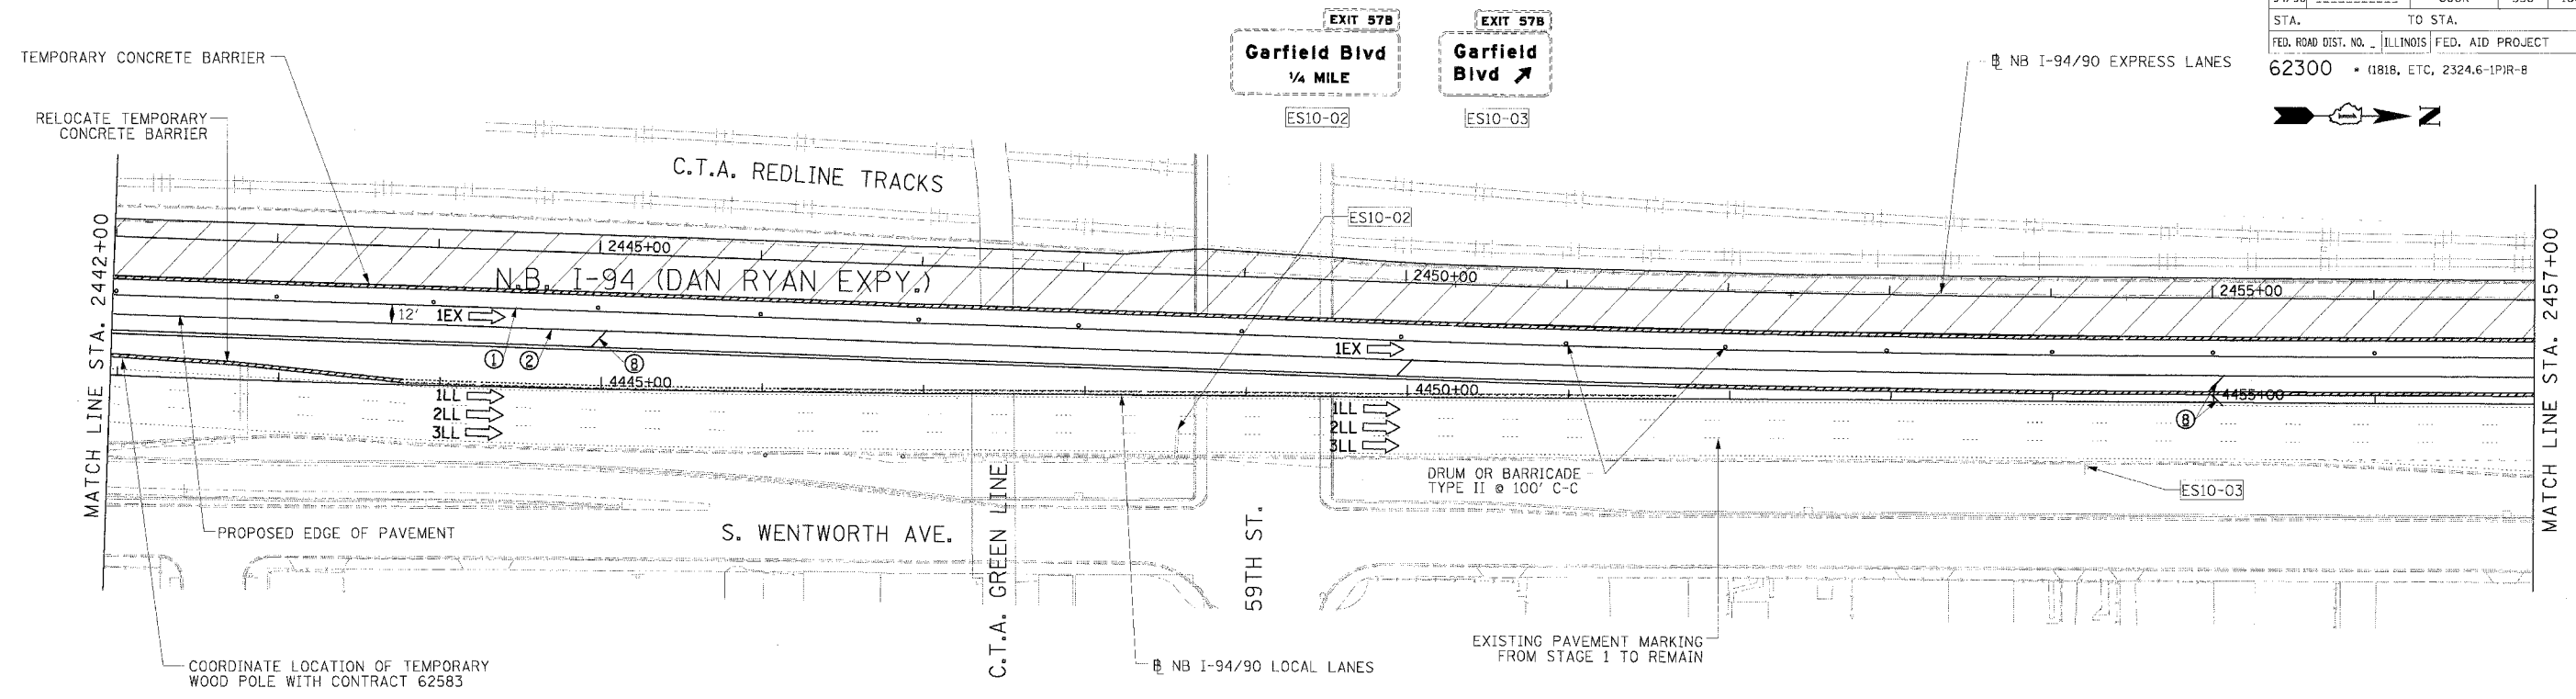 EXIT 57B
Garfield Blvd
1/4 MILE
ES10-02
EXIT 57B
Garfield
Blvd
ES10-03
STA. TO STA.
FED. ROAD DIST. NO. _ ILLINOIS FED. AID PROJECT
62300 * (1818, ETC, 2324.6-1P)R-8
N
TEMPORARY CONCRETE BARRIER
RELOCATE TEMPORARY
CONCRETE BARRIER
℄ NB I-94/90 EXPRESS LANES
C.T.A. REDLINE TRACKS
ES10-02
MATCH LINE STA. 2442+00
2445+00
2450+00
2455+00
MATCH LINE STA. 2457+00
N.B. I-94 (DAN RYAN EXPY.)
12'
1EX
1EX
1
2
8
4445+00
4450+00
4455+00
8
1LL
2LL
3LL
1LL
2LL
3LL
DRUM OR BARRICADE
TYPE II @ 100' C-C
ES10-03
PROPOSED EDGE OF PAVEMENT
S. WENTWORTH AVE.
C.T.A. GREEN LINE
59TH ST.
EXISTING PAVEMENT MARKING
FROM STAGE 1 TO REMAIN
COORDINATE LOCATION OF TEMPORARY
WOOD POLE WITH CONTRACT 62583
℄ NB I-94/90 LOCAL LANES